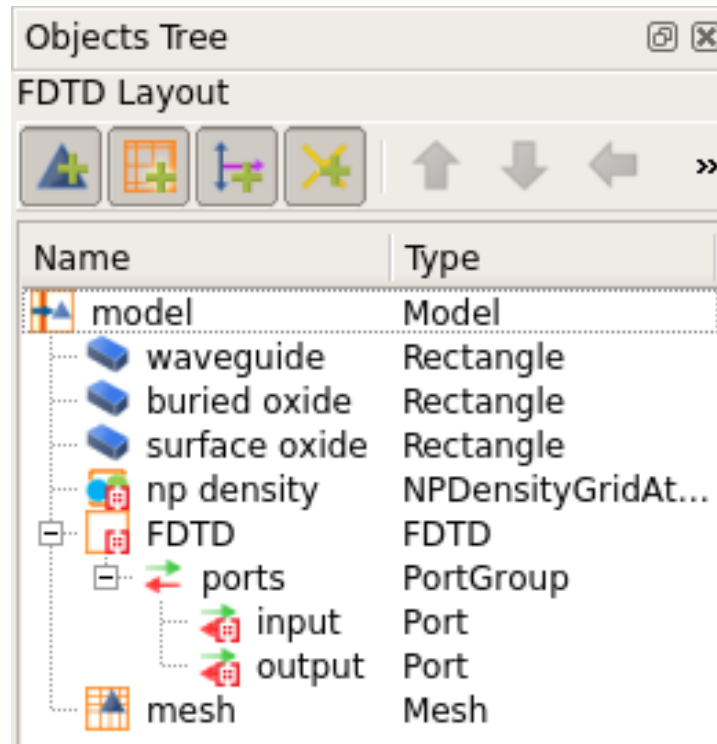 Objects Tree
FDTD Layout
»
Name Type
model Model
waveguide Rectangle
buried oxide Rectangle
surface oxide Rectangle
np density NPDensityGridAt...
FDTD FDTD
ports PortGroup
input Port
output Port
mesh Mesh